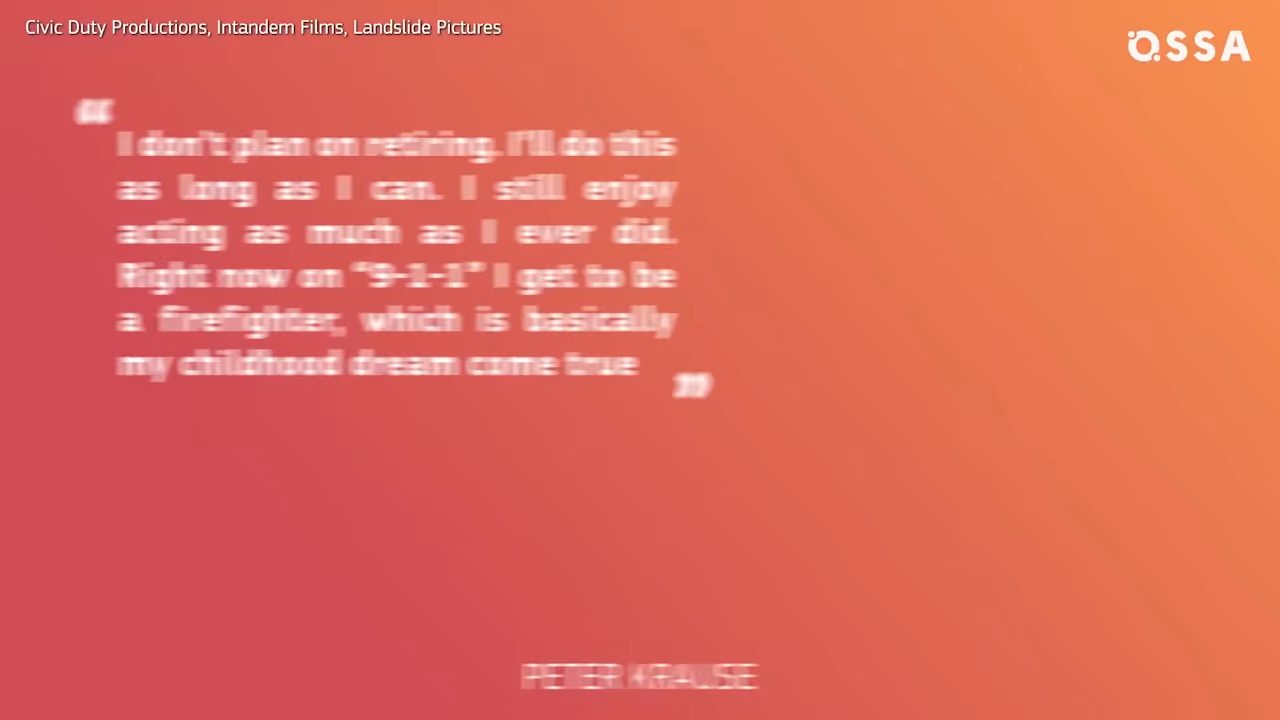 Civic Duty Productions, Intandem Films, Landslide Pictures
OSSA
“
I don't plan on retiring. I'll do this
as long as I can. I still enjoy
acting as much as I ever did.
Right now on “9-1-1” I get to be
a firefighter, which is basically
my childhood dream come true
”
PETER KRAUSE